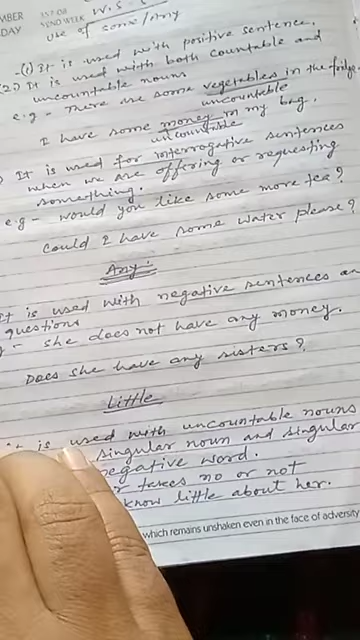 W.S-5
Use of some/Any
-(1) It is used with positive sentence.
(2) It is used with both countable and
uncountable nouns
e.g - There are some vegetables in the fridge.
uncountable
I have some money in my bag.
uncountable
It is used for interrogative sentences
when we are offering or requesting
something.
e.g - would you like some more tea?
Could I have some water please?
Any:
It is used with negative sentences an
questions
- she does not have any money.
Does she have any sisters?
Little
It is used with uncountable nouns
singular noun and singular
negative word.
takes no or not
know little about her.
which remains unshaken even in the face of adversity